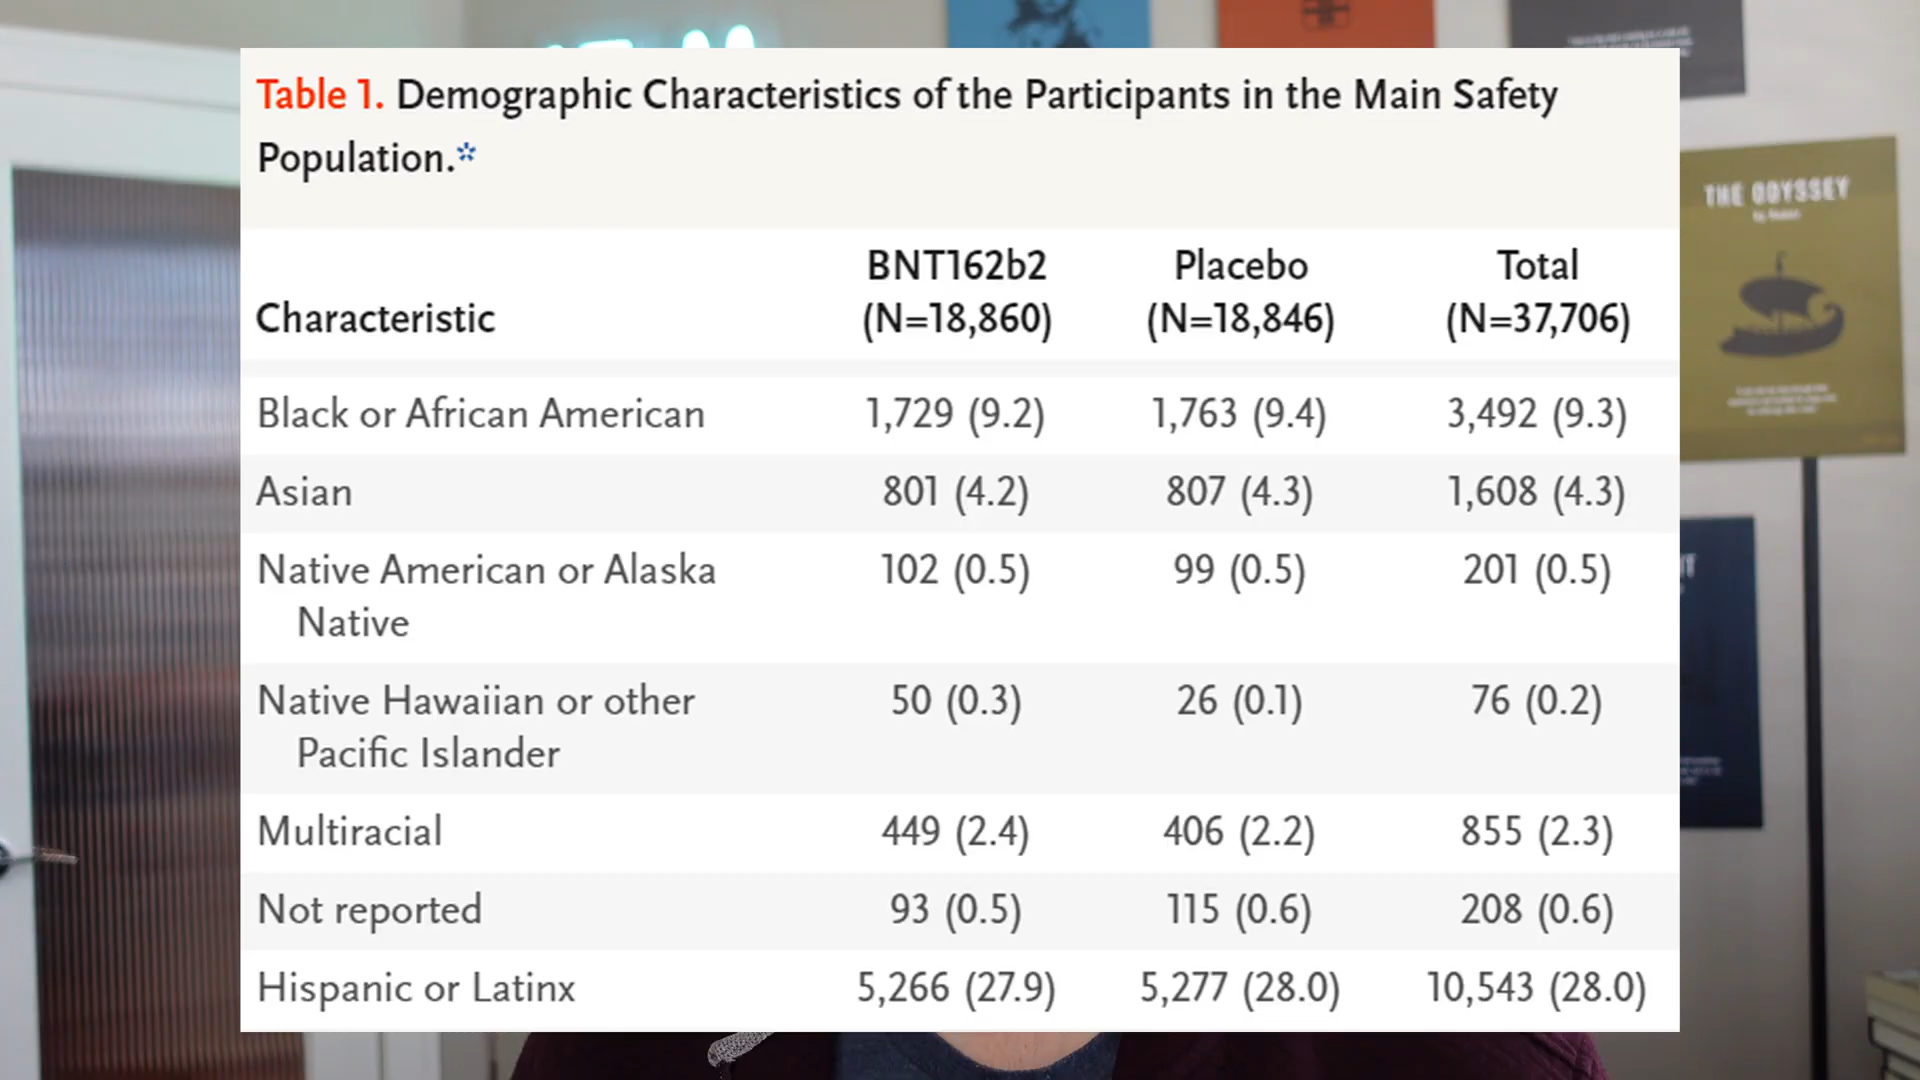 Table 1. Demographic Characteristics of the Participants in the Main Safety
Population.*
Characteristic BNT162b2 (N=18,860) Placebo (N=18,846) Total (N=37,706)
Black or African American 1,729 (9.2) 1,763 (9.4) 3,492 (9.3)
Asian 801 (4.2) 807 (4.3) 1,608 (4.3)
Native American or Alaska Native 102 (0.5) 99 (0.5) 201 (0.5)
Native Hawaiian or other Pacific Islander 50 (0.3) 26 (0.1) 76 (0.2)
Multiracial 449 (2.4) 406 (2.2) 855 (2.3)
Not reported 93 (0.5) 115 (0.6) 208 (0.6)
Hispanic or Latinx 5,266 (27.9) 5,277 (28.0) 10,543 (28.0)
THE ODYSSEY